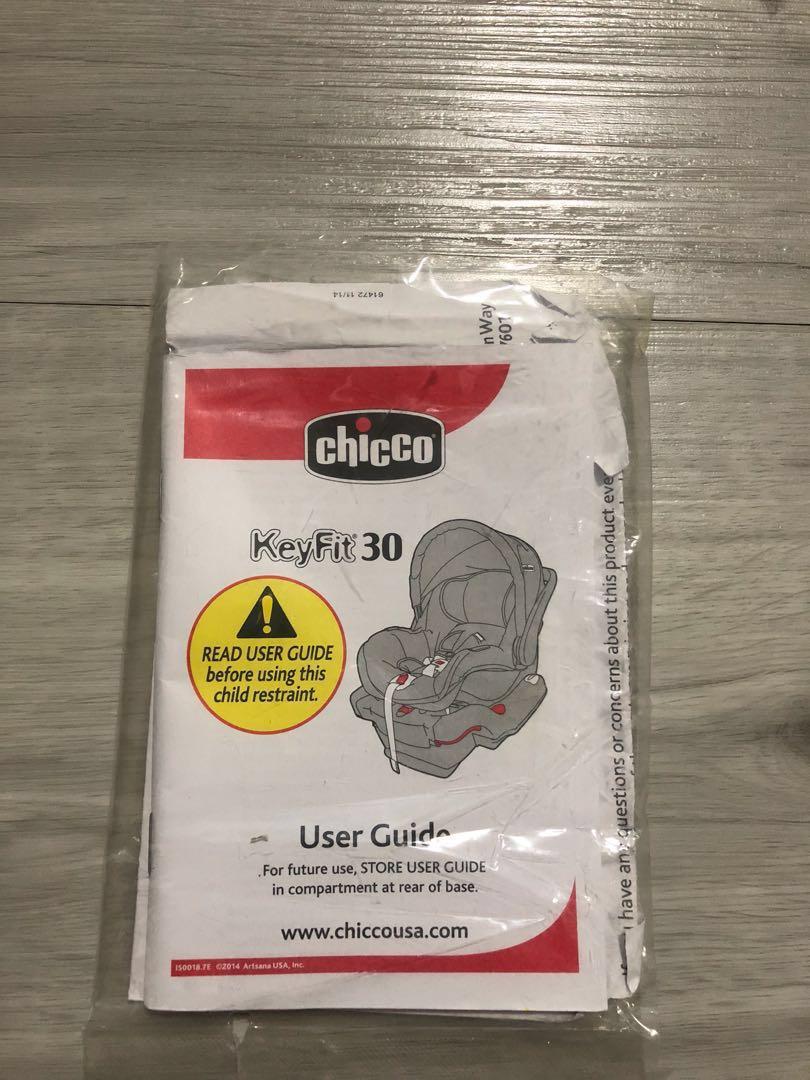 61472 11/14
n Way
7601
chicco
KeyFit® 30
READ USER GUIDE
before using this
child restraint.
User Guide
For future use, STORE USER GUIDE
in compartment at rear of base.
www.chiccousa.com
IS0018.7E ©2014 Artsana USA, Inc.
have any questions or concerns about this product